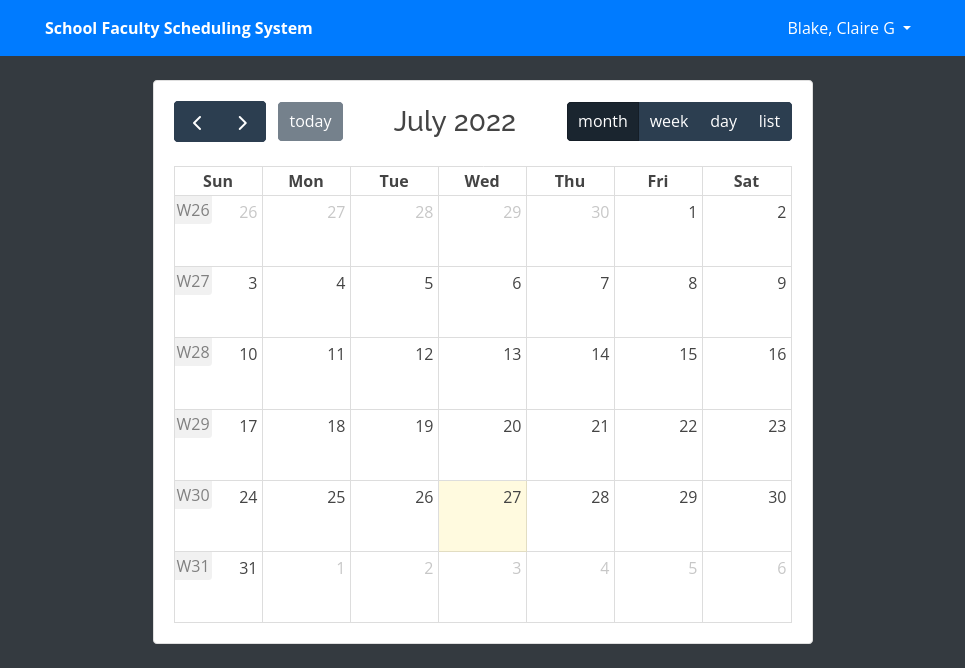 School Faculty Scheduling System Blake, Claire G
today July 2022 month week day list
Sun Mon Tue Wed Thu Fri Sat
W26 26 27 28 29 30 1 2
W27 3 4 5 6 7 8 9
W28 10 11 12 13 14 15 16
W29 17 18 19 20 21 22 23
W30 24 25 26 27 28 29 30
W31 31 1 2 3 4 5 6